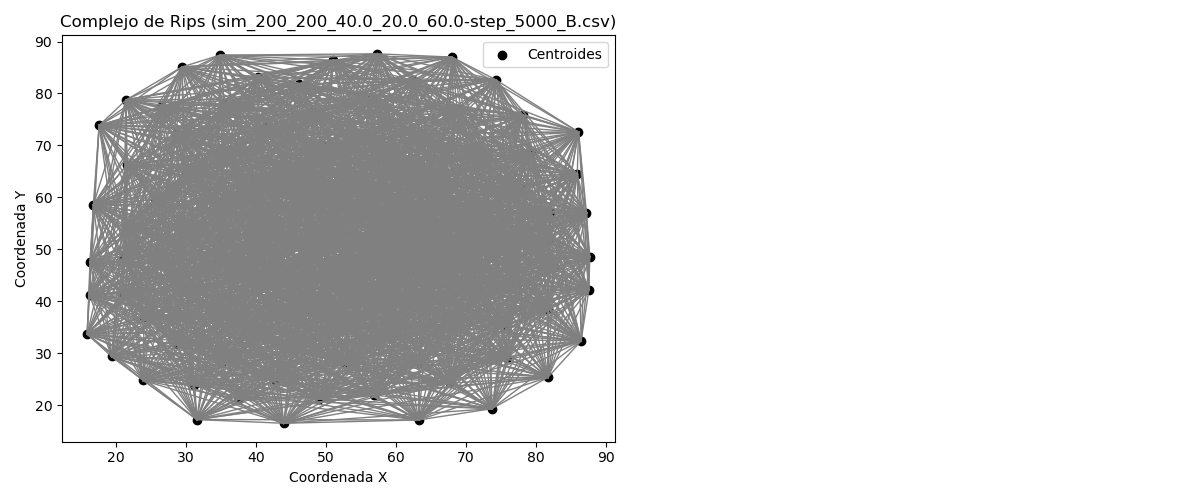 Complejo de Rips (sim_200_200_40.0_20.0_60.0-step_5000_B.csv)
Centroides
Coordenada Y
90
80
70
60
50
40
30
20
20 30 40 50 60 70 80 90
Coordenada X